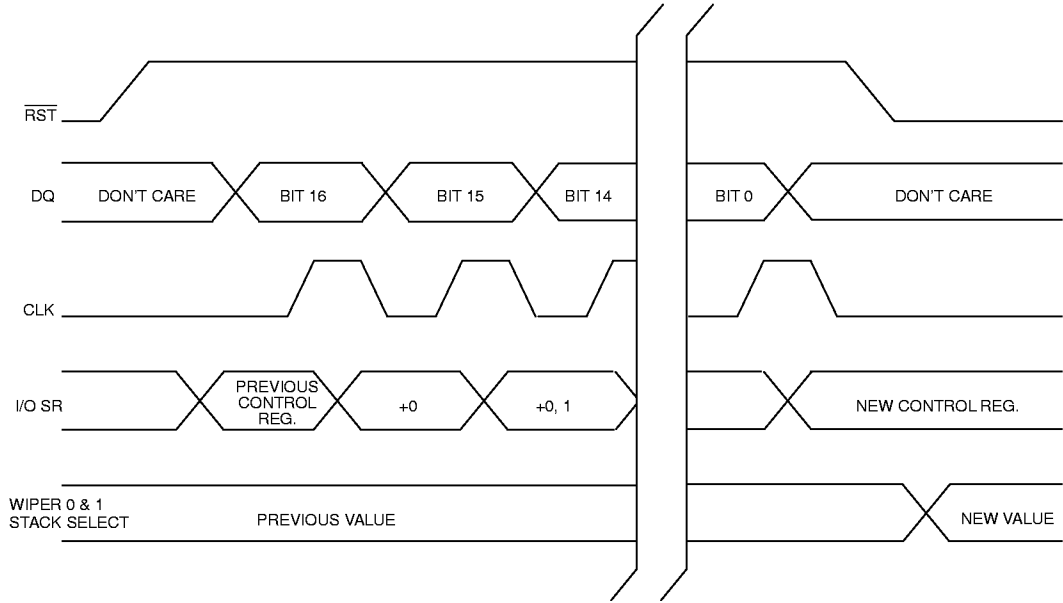 RST
DQ DON'T CARE BIT 16 BIT 15 BIT 14 BIT 0 DON'T CARE
CLK
I/O SR PREVIOUS CONTROL REG. +0 +0, 1 NEW CONTROL REG.
WIPER 0 & 1
STACK SELECT PREVIOUS VALUE NEW VALUE